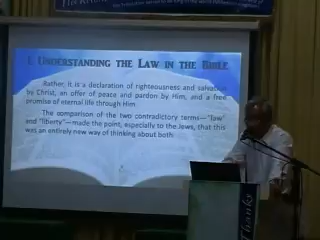 I. UNDERSTANDING THE LAW IN THE BIBLE
Rather, it is a declaration of righteousness and salvation
by Christ, an offer of peace and pardon by Him, and a free
promise of eternal life through Him.
The comparison of the two contradictory terms—"law"
and "liberty"—made the point, especially to the Jews, that this
was an entirely new way of thinking about both.
Thanks